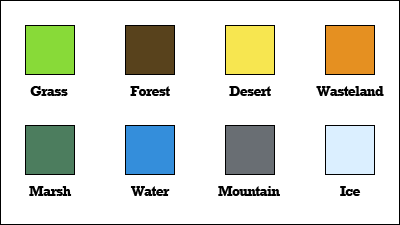 Grass Forest Desert Wasteland
Marsh Water Mountain Ice